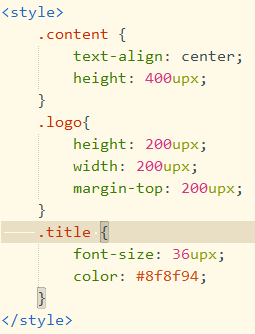 <style>
.content {
text-align: center;
height: 400upx;
}
.logo{
height: 200upx;
width: 200upx;
margin-top: 200upx;
}
.title {
font-size: 36upx;
color: #8f8f94;
}
</style>